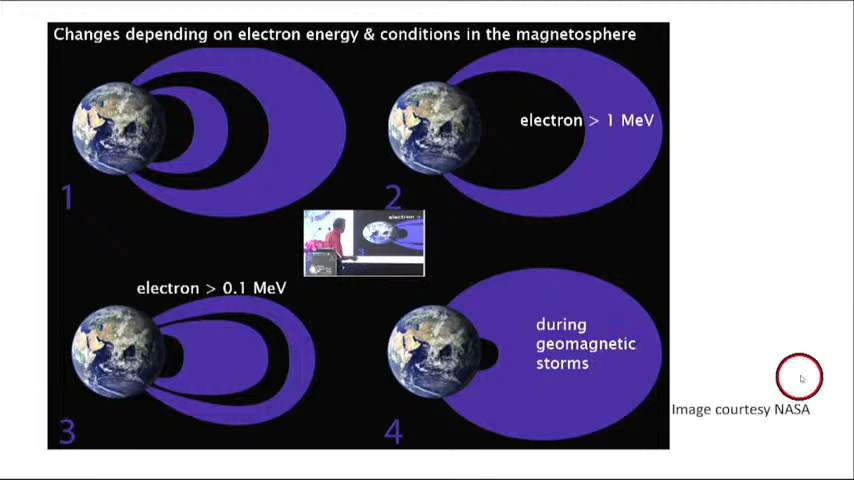 Changes depending on electron energy & conditions in the magnetosphere
1
2
electron > 1 MeV
electron >
electron > 0.1 MeV
3
4
during
geomagnetic
storms
Image courtesy NASA